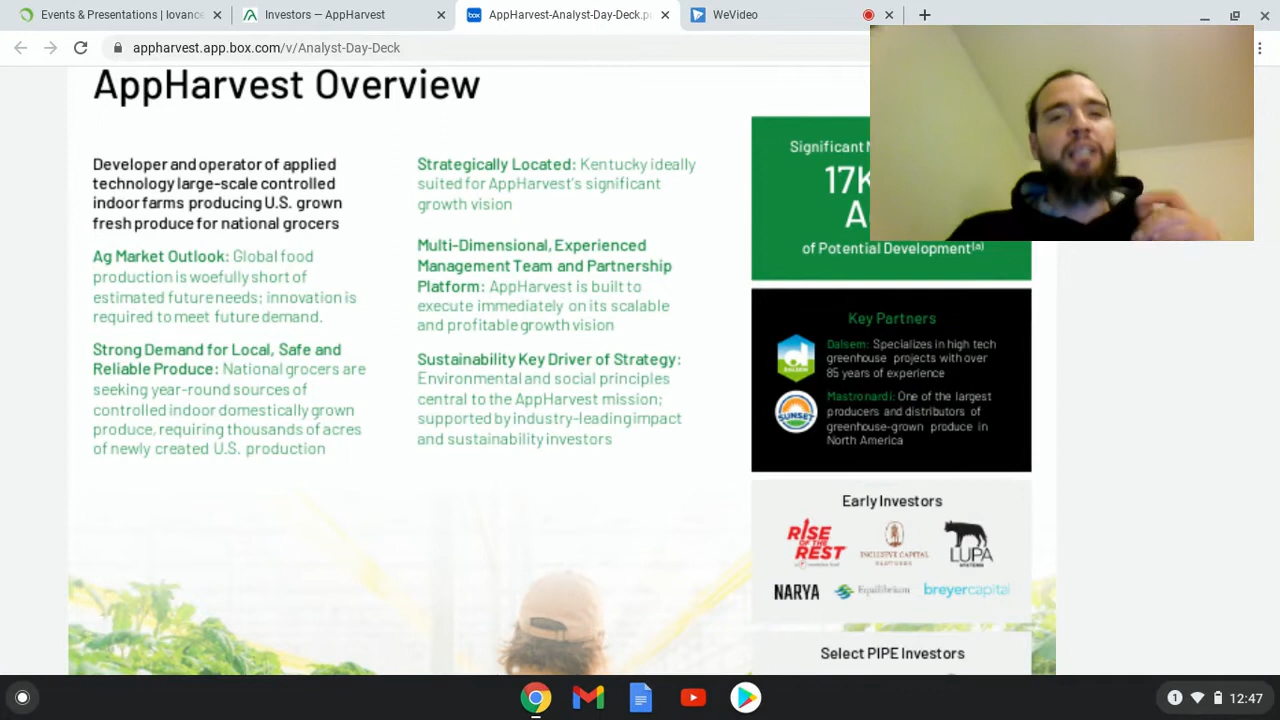 Events & Presentations | Iovance
Investors — AppHarvest
AppHarvest-Analyst-Day-Deck.p
WeVideo
appharvest.app.box.com/v/Analyst-Day-Deck
AppHarvest Overview
Developer and operator of applied
technology large-scale controlled
indoor farms producing U.S. grown
fresh produce for national grocers
Ag Market Outlook: Global food
production is woefully short of
estimated future needs; innovation is
required to meet future demand.
Strong Demand for Local, Safe and
Reliable Produce: National grocers are
seeking year-round sources of
controlled indoor domestically grown
produce, requiring thousands of acres
of newly created U.S. production
Strategically Located: Kentucky ideally
suited for AppHarvest's significant
growth vision
Multi-Dimensional, Experienced
Management Team and Partnership
Platform: AppHarvest is built to
execute immediately on its scalable
and profitable growth vision
Sustainability Key Driver of Strategy:
Environmental and social principles
central to the AppHarvest mission;
supported by industry-leading impact
and sustainability investors
Significant
17K
A
of Potential Development(a)
Key Partners
Dalsem: Specializes in high tech
greenhouse projects with over
85 years of experience
Mastronardi: One of the largest
producers and distributors of
greenhouse-grown produce in
North America
SUNSET
Early Investors
RISE
OF THE
REST
INCLUSIVE CAPITAL
PARTNERS
LUPA
SYSTEMS
NARYA
Equilibrium
breyercapital
Select PIPE Investors
1
12:47